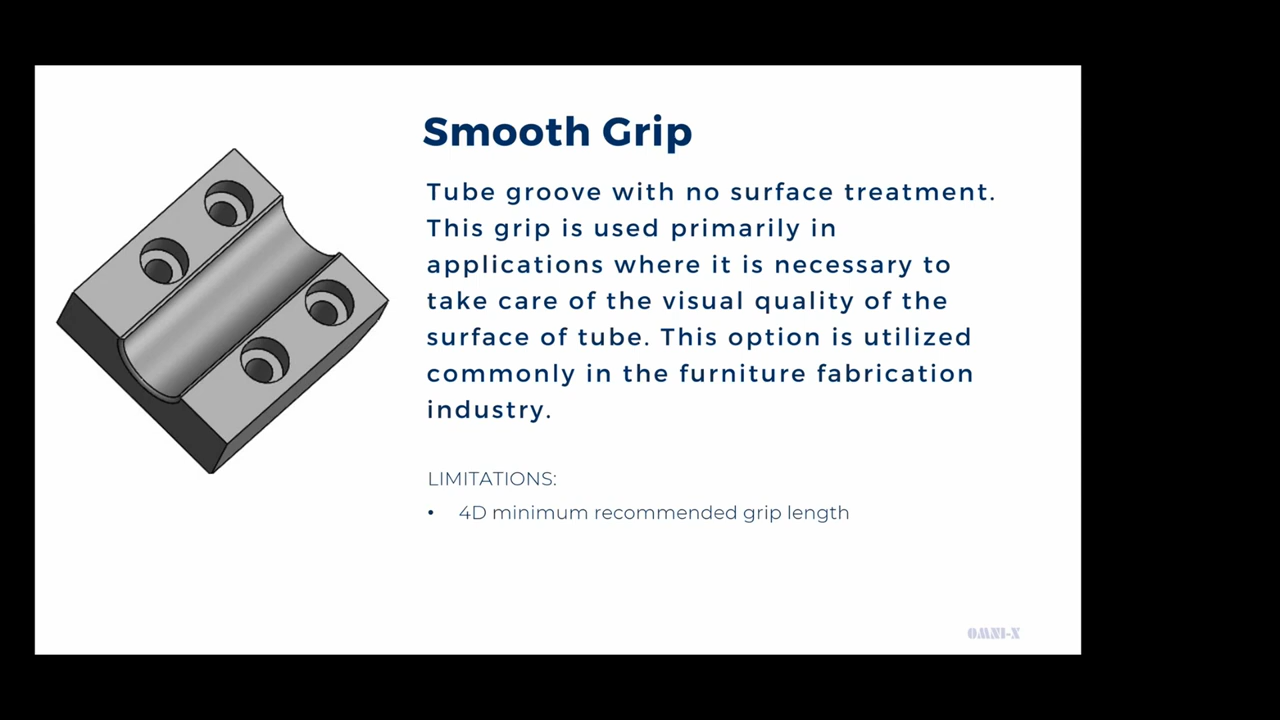 Smooth Grip
Tube groove with no surface treatment.
This grip is used primarily in
applications where it is necessary to
take care of the visual quality of the
surface of tube. This option is utilized
commonly in the furniture fabrication
industry.
LIMITATIONS:
• 4D minimum recommended grip length
OMNI-X